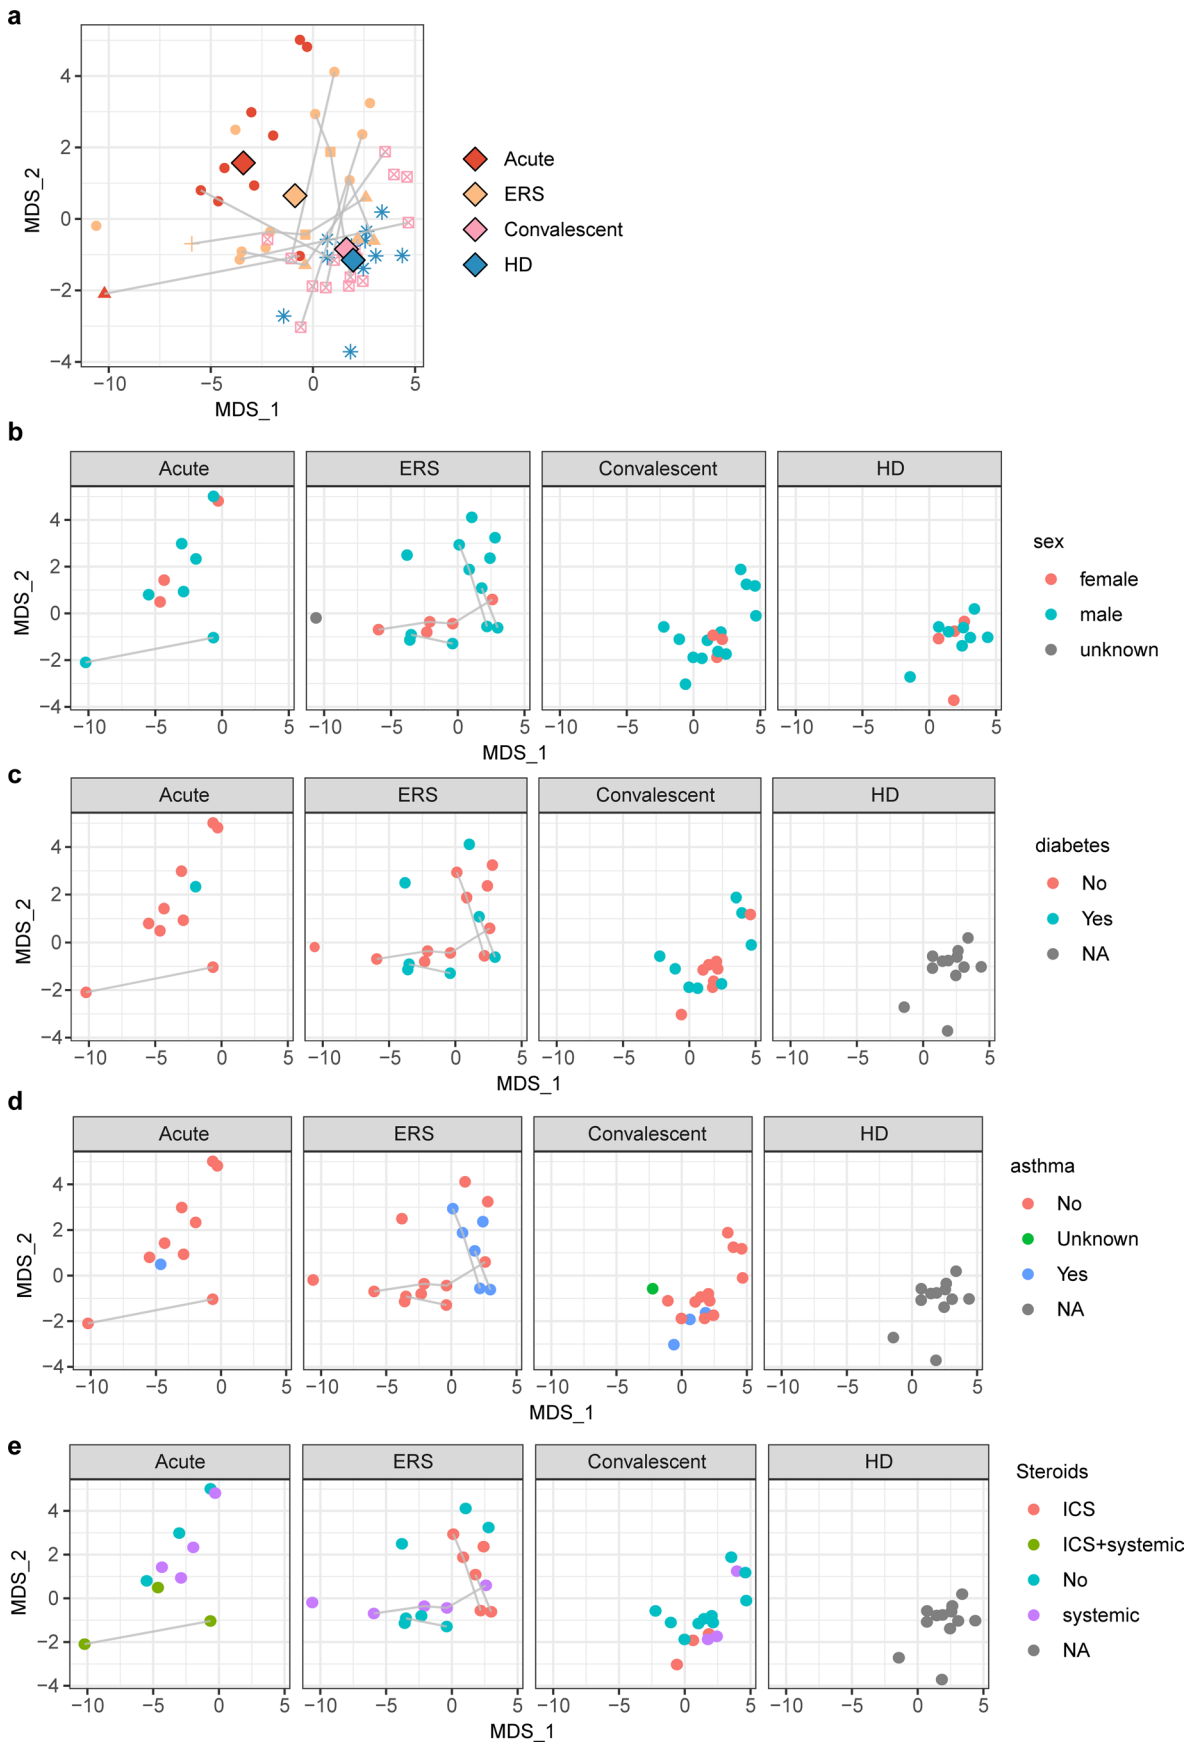 a
4
2
0
−2
−4
MDS_2
−10 −5 0 5
MDS_1
Acute
ERS
Convalescent
HD
b
Acute ERS Convalescent HD
4
2
0
−2
−4
MDS_2
−10 −5 0 5 −10 −5 0 5 −10 −5 0 5 −10 −5 0 5
MDS_1
sex
female
male
unknown
c
Acute ERS Convalescent HD
4
2
0
−2
−4
MDS_2
−10 −5 0 5 −10 −5 0 5 −10 −5 0 5 −10 −5 0 5
MDS_1
diabetes
No
Yes
NA
d
Acute ERS Convalescent HD
4
2
0
−2
−4
MDS_2
−10 −5 0 5 −10 −5 0 5 −10 −5 0 5 −10 −5 0 5
MDS_1
asthma
No
Unknown
Yes
NA
e
Acute ERS Convalescent HD
4
2
0
−2
−4
MDS_2
−10 −5 0 5 −10 −5 0 5 −10 −5 0 5 −10 −5 0 5
MDS_1
Steroids
ICS
ICS+systemic
No
systemic
NA